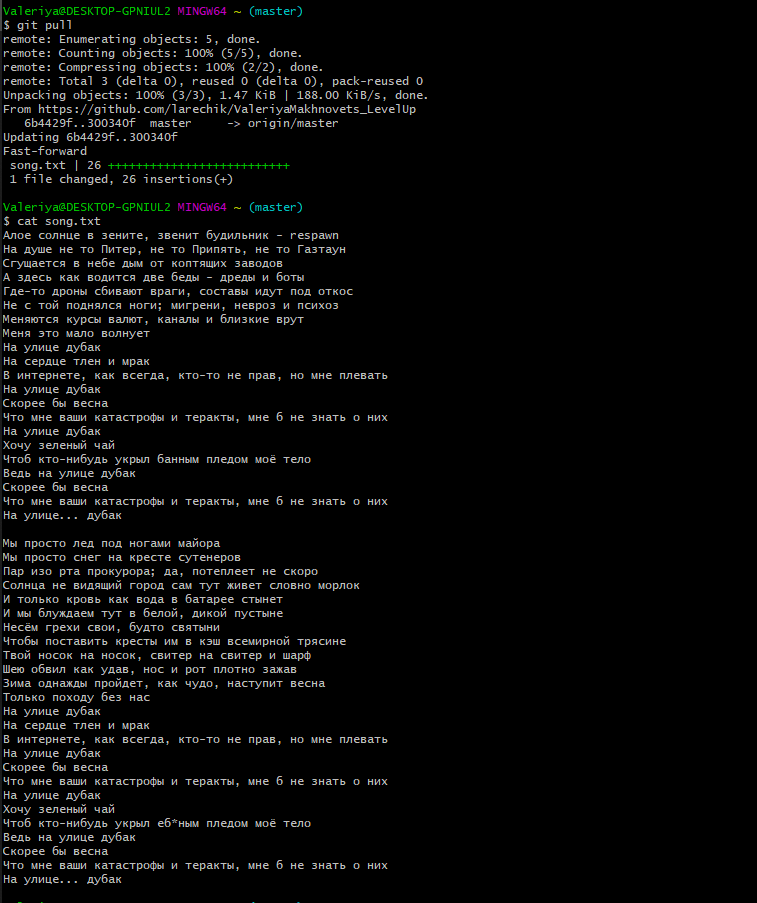 Valeriya@DESKTOP-GPNIUL2 MINGW64 ~ (master)
$ git pull
remote: Enumerating objects: 5, done.
remote: Counting objects: 100% (5/5), done.
remote: Compressing objects: 100% (2/2), done.
remote: Total 3 (delta 0), reused 0 (delta 0), pack-reused 0
Unpacking objects: 100% (3/3), 1.47 KiB | 188.00 KiB/s, done.
From https://github.com/larechik/ValeriyaMakhnovets_LevelUp
   6b4429f..300340f  master     -> origin/master
Updating 6b4429f..300340f
Fast-forward
 song.txt | 26 ++++++++++++++++++++++++++
 1 file changed, 26 insertions(+)

Valeriya@DESKTOP-GPNIUL2 MINGW64 ~ (master)
$ cat song.txt
Алое солнце в зените, звенит будильник - respawn
На душе не то Питер, не то Припять, не то Газтаун
Сгущается в небе дым от коптящих заводов
А здесь как водится две беды - дреды и боты
Где-то дроны сбивают враги, составы идут под откос
Не с той поднялся ноги; мигрени, невроз и психоз
Меняются курсы валют, каналы и близкие врут
Меня это мало волнует
На улице дубак
На сердце тлен и мрак
В интернете, как всегда, кто-то не прав, но мне плевать
На улице дубак
Скорее бы весна
Что мне ваши катастрофы и теракты, мне б не знать о них
На улице дубак
Хочу зеленый чай
Чтоб кто-нибудь укрыл банным пледом моё тело
Ведь на улице дубак
Скорее бы весна
Что мне ваши катастрофы и теракты, мне б не знать о них
На улице... дубак

Мы просто лед под ногами майора
Мы просто снег на кресте сутенеров
Пар изо рта прокурора; да, потеплеет не скоро
Солнца не видящий город сам тут живет словно морлок
И только кровь как вода в батарее стынет
И мы блуждаем тут в белой, дикой пустыне
Несём грехи свои, будто святыни
Чтобы поставить кресты им в кэш всемирной трясине
Твой носок на носок, свитер на свитер и шарф
Шею обвил как удав, нос и рот плотно зажав
Зима однажды пройдет, как чудо, наступит весна
Только походу без нас
На улице дубак
На сердце тлен и мрак
В интернете, как всегда, кто-то не прав, но мне плевать
На улице дубак
Скорее бы весна
Что мне ваши катастрофы и теракты, мне б не знать о них
На улице дубак
Хочу зеленый чай
Чтоб кто-нибудь укрыл еб*ным пледом моё тело
Ведь на улице дубак
Скорее бы весна
Что мне ваши катастрофы и теракты, мне б не знать о них
На улице... дубак